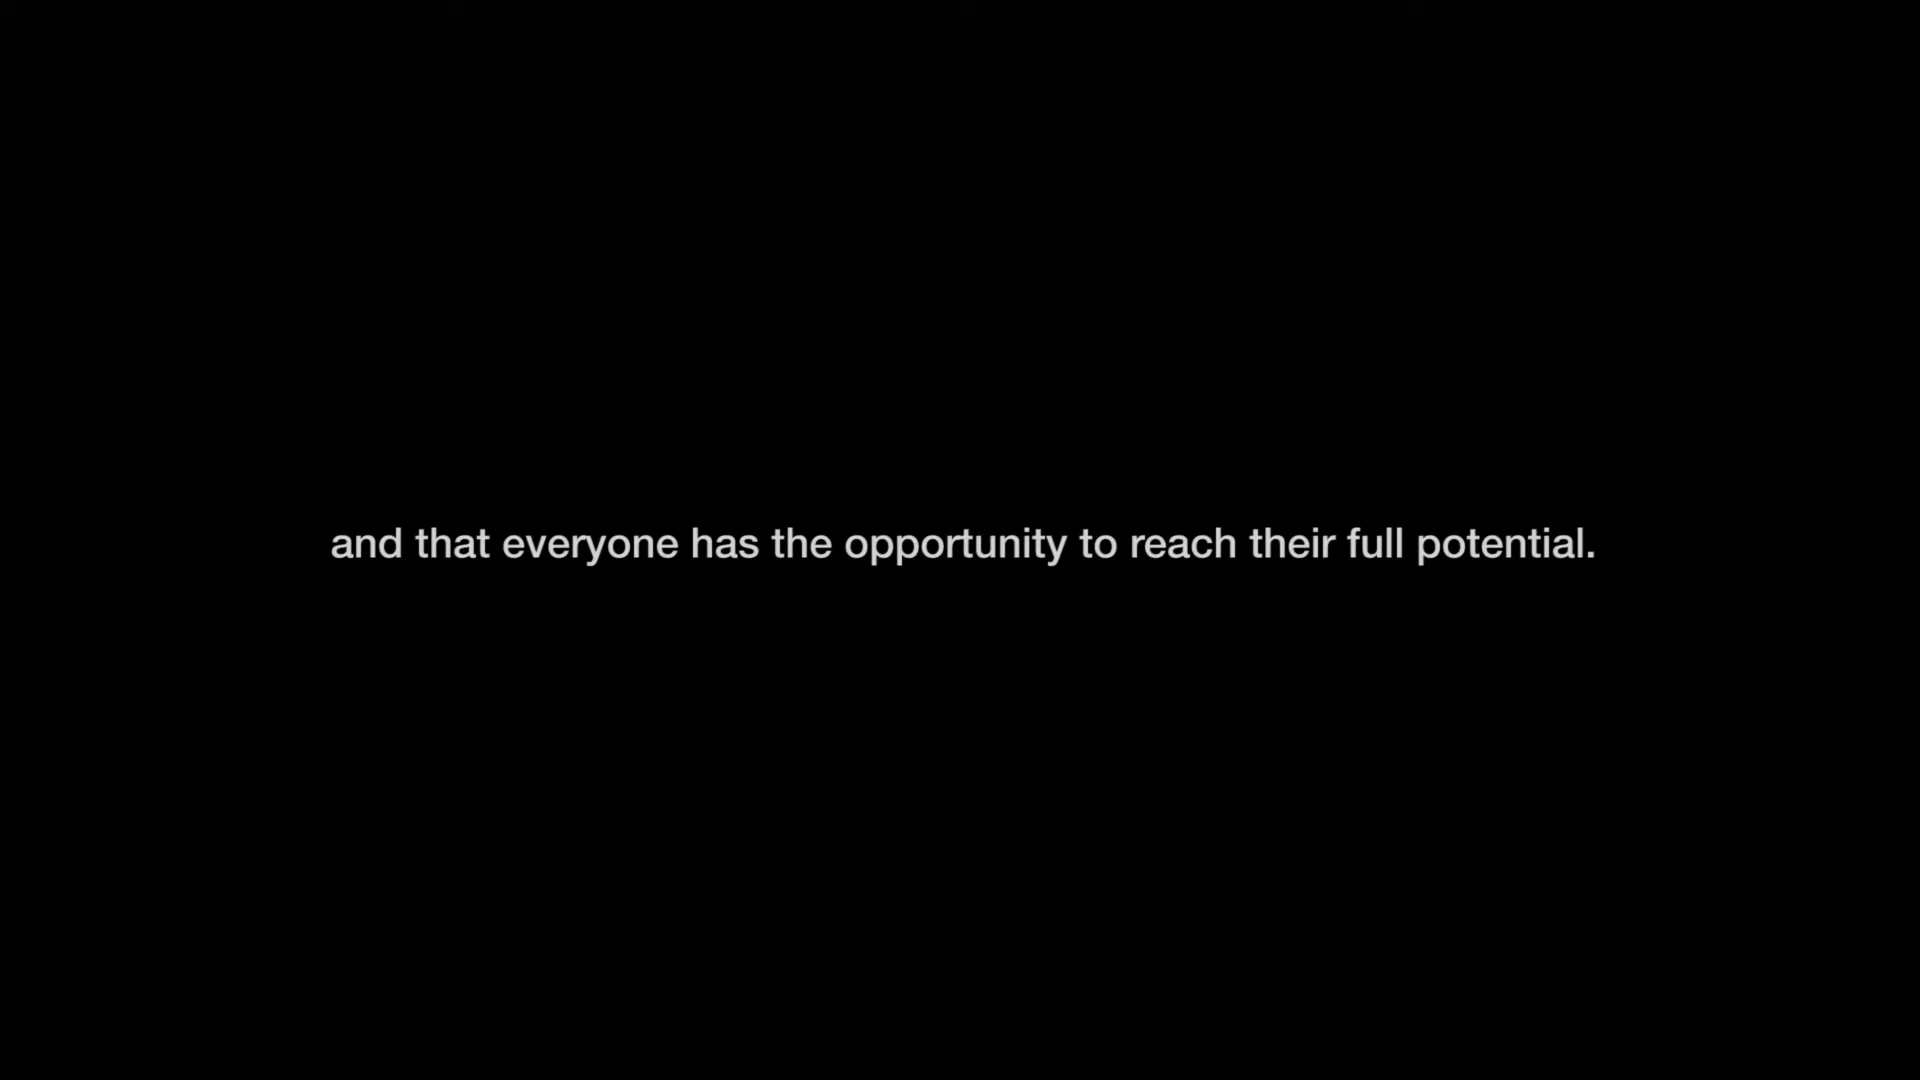 and that everyone has the opportunity to reach their full potential.